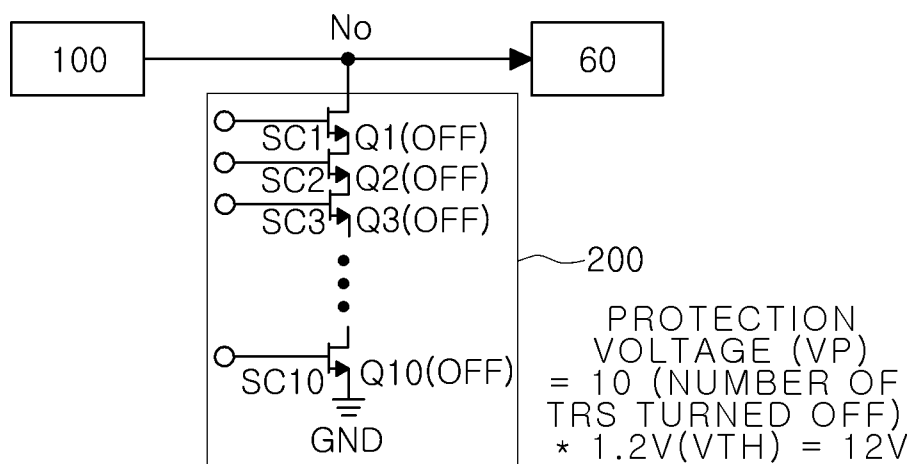 No
100
60
SC1 Q1(OFF)
SC2 Q2(OFF)
SC3 Q3(OFF)
200
SC10 Q10(OFF)
GND
PROTECTION
VOLTAGE (VP)
= 10 (NUMBER OF
TRS TURNED OFF)
* 1.2V(VTH) = 12V